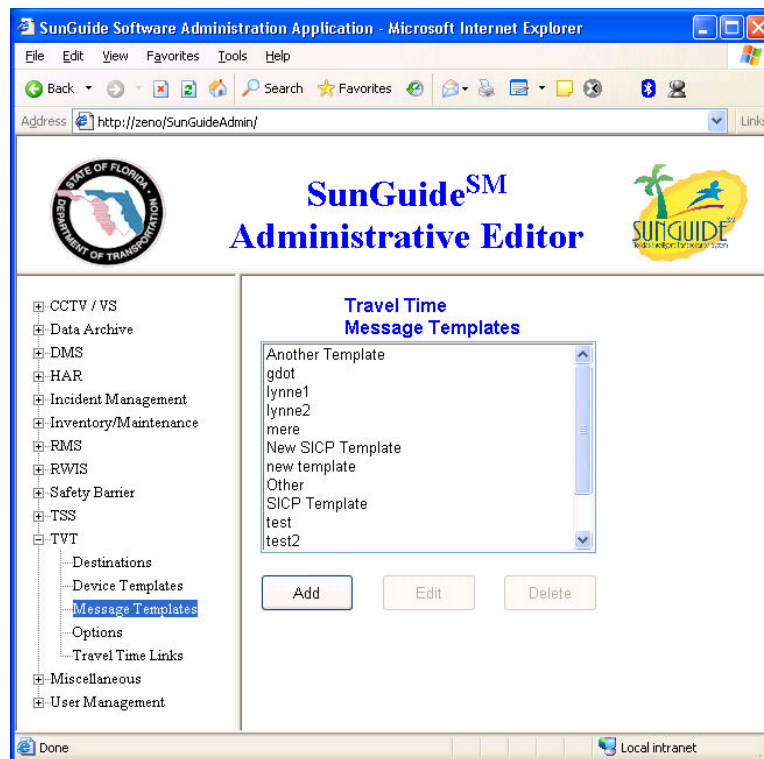 SunGuide Software Administration Application - Microsoft Internet Explorer
File Edit View Favorites Tools Help
Back Search Favorites
Address http://zeno/SunGuideAdmin/ Links
STATE OF FLORIDA
DEPARTMENT OF TRANSPORTATION
SunGuide SM
Administrative Editor
SUNGUIDE SM
CCTV / VS
Data Archive
DMS
HAR
Incident Management
Inventory/Maintenance
RMS
RWIS
Safety Barrier
TSS
TVT
Destinations
Device Templates
Message Templates
Options
Travel Time Links
Miscellaneous
User Management
Travel Time
Message Templates
Another Template
gdot
lynne1
lynne2
mere
New SICP Template
new template
Other
SICP Template
test
test2
Add Edit Delete
Done Local intranet